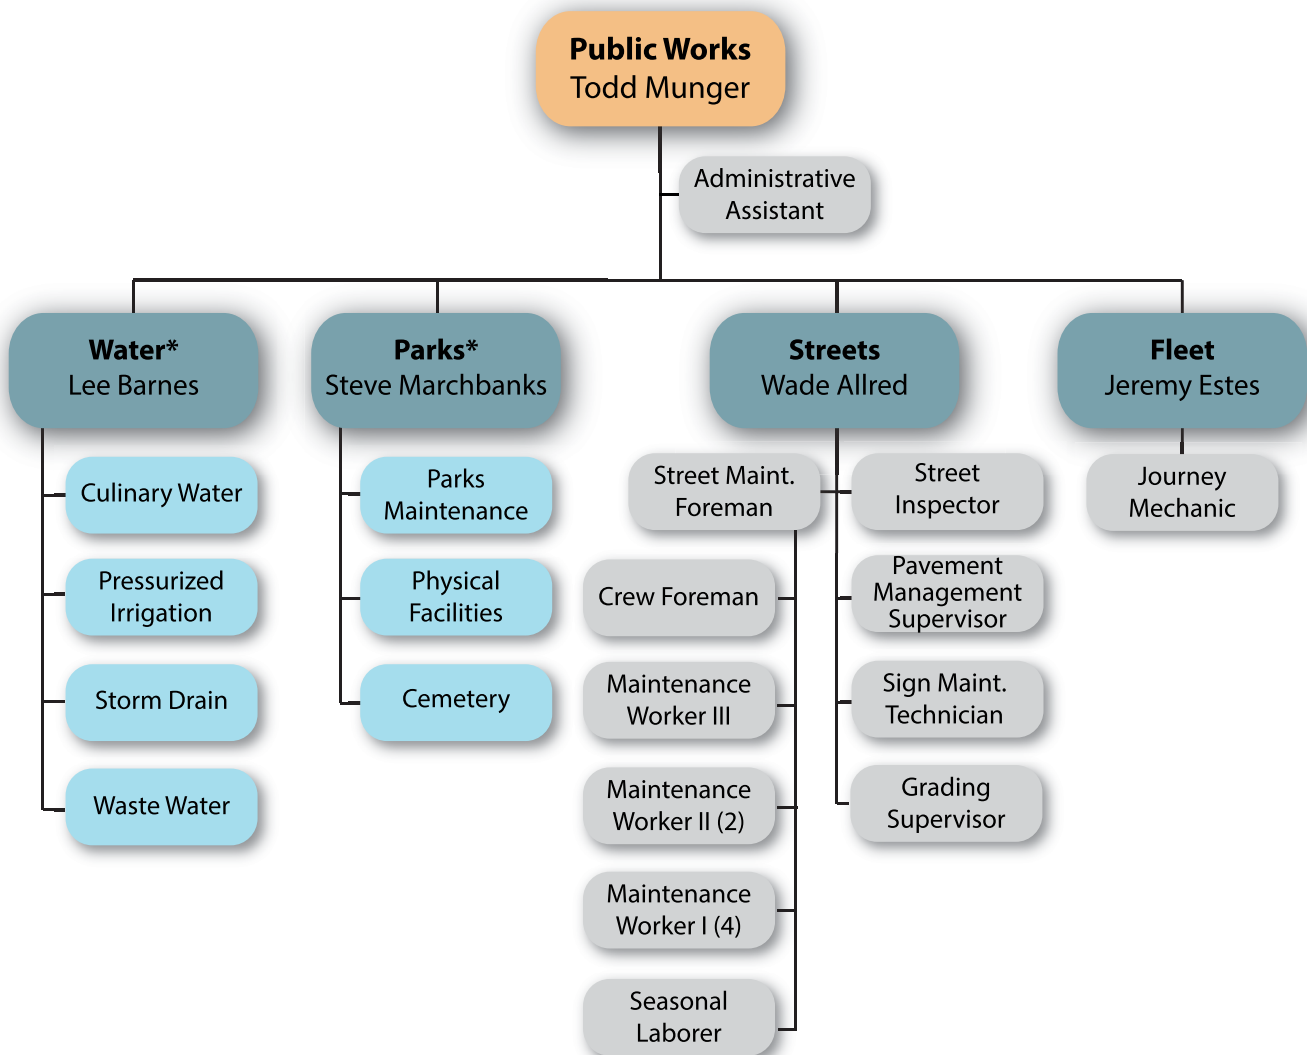 Public Works
Todd Munger
Administrative
Assistant
Water*
Lee Barnes
Parks*
Steve Marchbanks
Streets
Wade Allred
Fleet
Jeremy Estes
Culinary Water
Pressurized
Irrigation
Storm Drain
Waste Water
Parks
Maintenance
Physical
Facilities
Cemetery
Street Maint.
Foreman
Crew Foreman
Maintenance
Worker III
Maintenance
Worker II (2)
Maintenance
Worker I (4)
Seasonal
Laborer
Street
Inspector
Pavement
Management
Supervisor
Sign Maint.
Technician
Grading
Supervisor
Journey
Mechanic